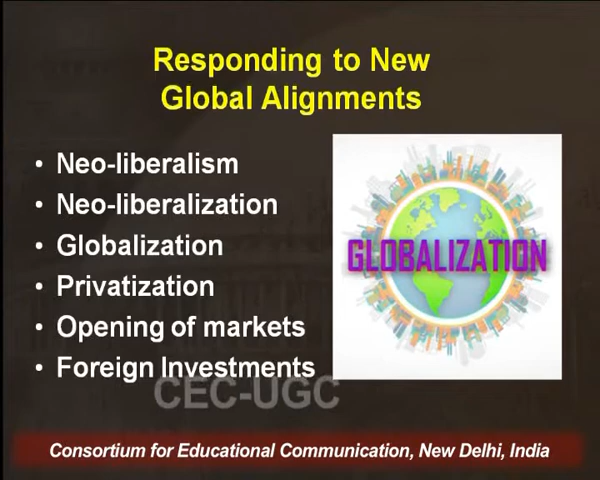 Responding to New
Global Alignments
• Neo-liberalism
• Neo-liberalization
• Globalization
• Privatization
• Opening of markets
• Foreign Investments
GLOBALIZATION
CEC-UGC
Consortium for Educational Communication, New Delhi, India